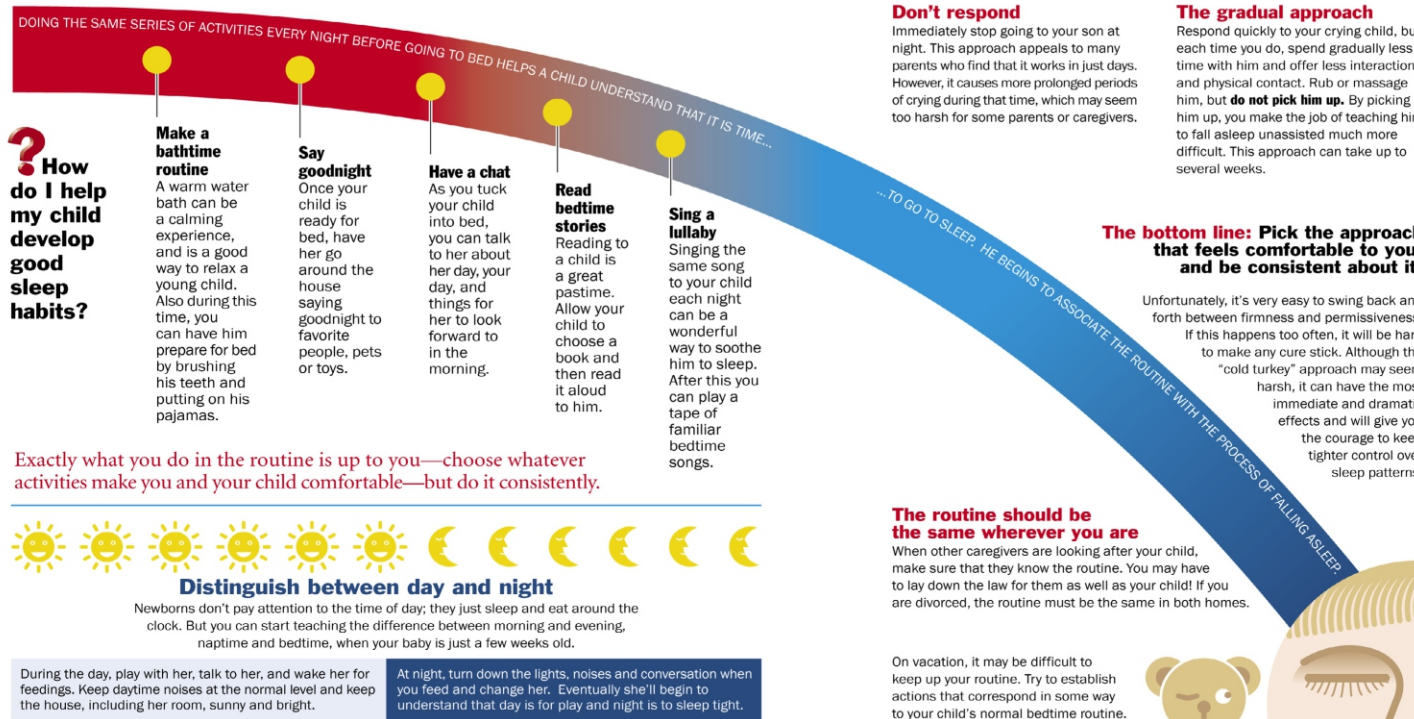 DOING THE SAME SERIES OF ACTIVITIES EVERY NIGHT BEFORE GOING TO BED HELPS A CHILD UNDERSTAND THAT IT IS TIME...
...TO GO TO SLEEP. HE BEGINS TO ASSOCIATE THE ROUTINE WITH THE PROCESS OF FALLING ASLEEP.
?How
do I help
my child
develop
good
sleep
habits?
Make a
bathtime
routine
A warm water
bath can be
a calming
experience,
and is a good
way to relax a
young child.
Also during this
time, you
can have him
prepare for bed
by brushing
his teeth and
putting on his
pajamas.
Say
goodnight
Once your
child is
ready for
bed, have
her go
around the
house
saying
goodnight to
favorite
people, pets
or toys.
Have a chat
As you tuck
your child
into bed,
you can talk
to her about
her day, your
day, and
things for
her to look
forward to
in the
morning.
Read
bedtime
stories
Reading to
a child is
a great
pastime.
Allow your
child to
choose a
book and
then read
it aloud
to him.
Sing a
lullaby
Singing the
same song
to your child
each night
can be a
wonderful
way to soothe
him to sleep.
After this you
can play a
tape of
familiar
bedtime
songs.
Exactly what you do in the routine is up to you—choose whatever
activities make you and your child comfortable—but do it consistently.
Distinguish between day and night
Newborns don't pay attention to the time of day; they just sleep and eat around the
clock. But you can start teaching the difference between morning and evening,
naptime and bedtime, when your baby is just a few weeks old.
During the day, play with her, talk to her, and wake her for
feedings. Keep daytime noises at the normal level and keep
the house, including her room, sunny and bright.
At night, turn down the lights, noises and conversation when
you feed and change her. Eventually she'll begin to
understand that day is for play and night is to sleep tight.
Don't respond
Immediately stop going to your son at
night. This approach appeals to many
parents who find that it works in just days.
However, it causes more prolonged periods
of crying during that time, which may seem
too harsh for some parents or caregivers.
The gradual approach
Respond quickly to your crying child, bu
each time you do, spend gradually less
time with him and offer less interaction
and physical contact. Rub or massage
him, but do not pick him up. By picking
him up, you make the job of teaching hi
to fall asleep unassisted much more
difficult. This approach can take up to
several weeks.
The bottom line: Pick the approac
that feels comfortable to you
and be consistent about it
Unfortunately, it's very easy to swing back an
forth between firmness and permissiveness
If this happens too often, it will be har
to make any cure stick. Although th
"cold turkey" approach may seem
harsh, it can have the mos
immediate and dramati
effects and will give yo
the courage to kee
tighter control ove
sleep patterns
The routine should be
the same wherever you are
When other caregivers are looking after your child,
make sure that they know the routine. You may have
to lay down the law for them as well as your child! If you
are divorced, the routine must be the same in both homes.
On vacation, it may be difficult to
keep up your routine. Try to establish
actions that correspond in some way
to your child's normal bedtime routine.